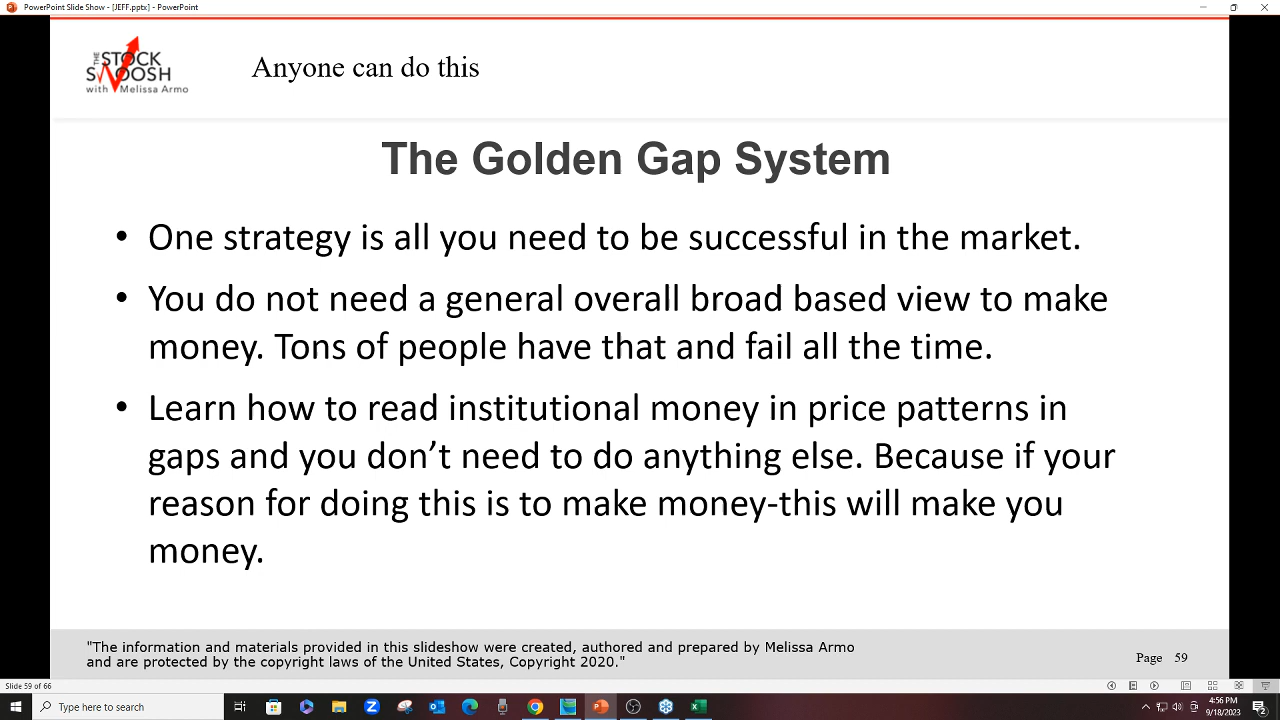 PowerPoint Slide Show - [JEFF.pptx] - PowerPoint
THE STOCK
SWOOSH
with Melissa Armo
Anyone can do this
The Golden Gap System
• One strategy is all you need to be successful in the market.
• You do not need a general overall broad based view to make
money. Tons of people have that and fail all the time.
• Learn how to read institutional money in price patterns in
gaps and you don’t need to do anything else. Because if your
reason for doing this is to make money-this will make you
money.
"The information and materials provided in this slideshow were created, authored and prepared by Melissa Armo
and are protected by the copyright laws of the United States, Copyright 2020."
Page 59
Slide 59 of 66
Type here to search
4:56 PM
9/18/2023